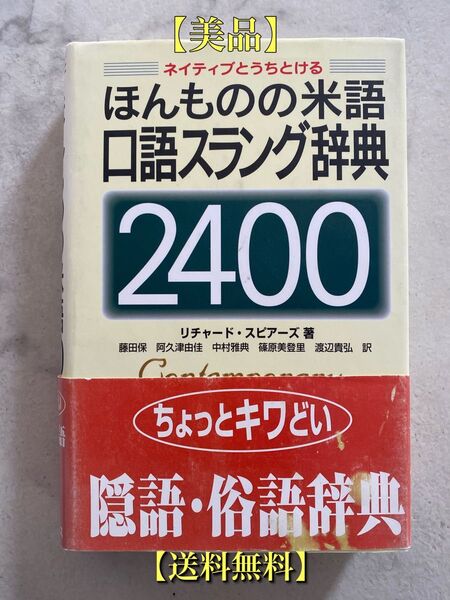 【美品】
ネイティブとうちとける
ほんものの米語
口語スラング辞典
2400
リチャード・スピアーズ 著
藤田保 阿久津由佳 中村雅典 篠原美登里 渡辺貴弘 訳
Contemporary
ちょっとキワどい
隠語・俗語辞典
【送料無料】